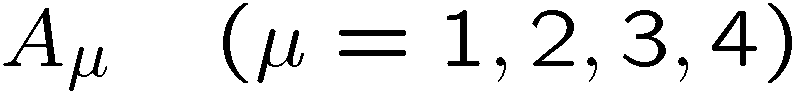 A_μ (μ = 1, 2, 3, 4)